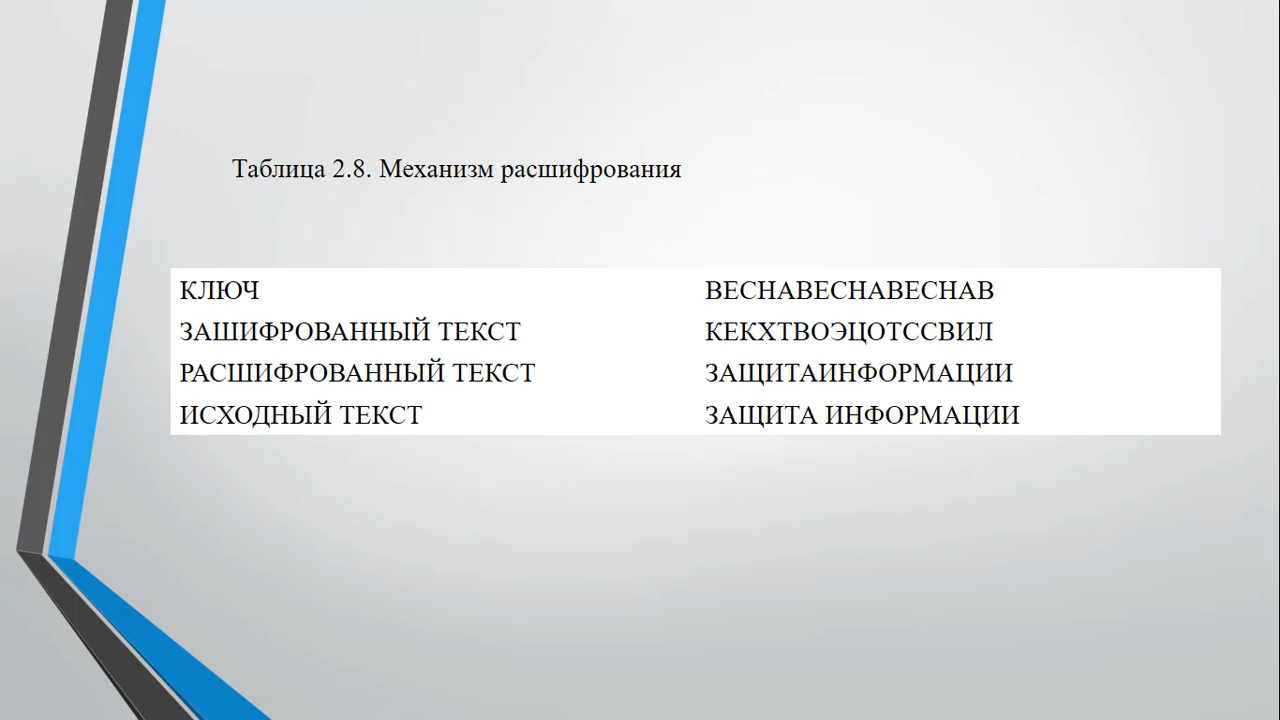 Таблица 2.8. Механизм расшифрования
КЛЮЧ ВЕСНАВЕСНАВЕСНАВ
ЗАШИФРОВАННЫЙ ТЕКСТ КЕКХТВОЭЦОТССВИЛ
РАСШИФРОВАННЫЙ ТЕКСТ ЗАЩИТАИНФОРМАЦИИ
ИСХОДНЫЙ ТЕКСТ ЗАЩИТА ИНФОРМАЦИИ